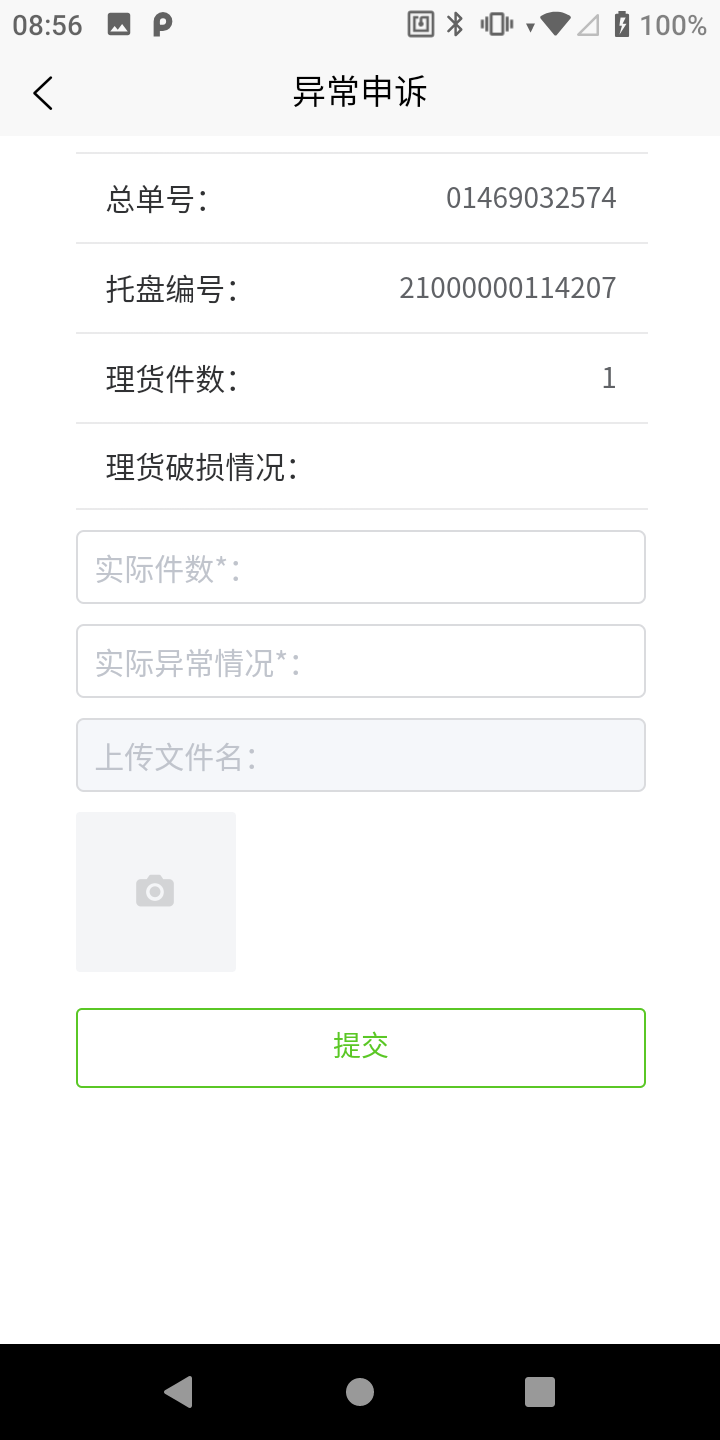 08:56 100%
异常申诉
总单号: 01469032574
托盘编号: 21000000114207
理货件数: 1
理货破损情况:
实际件数*:
实际异常情况*:
上传文件名:
提交